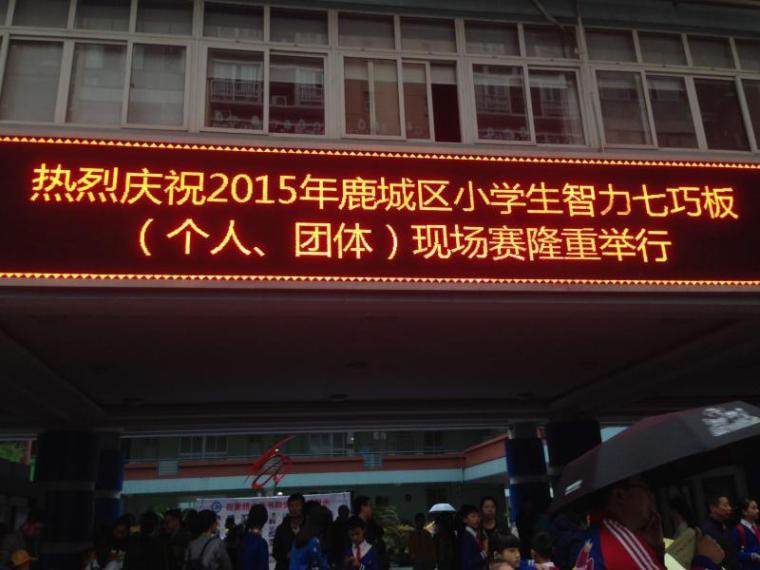 热烈庆祝2015年鹿城区小学生智力七巧板
（个人、团体）现场赛隆重举行